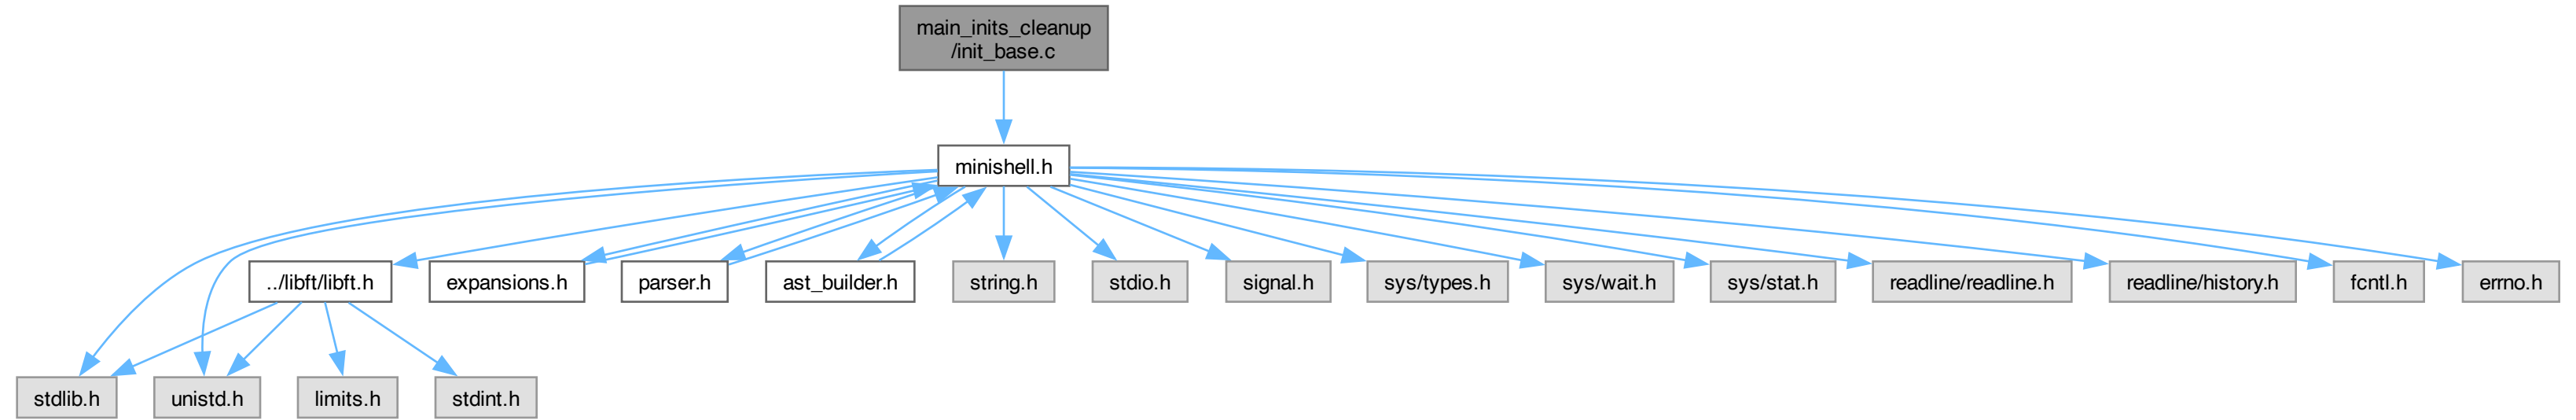 main_inits_cleanup
/init_base.c
minishell.h
../libft/libft.h
expansions.h
parser.h
ast_builder.h
string.h
stdio.h
signal.h
sys/types.h
sys/wait.h
sys/stat.h
readline/readline.h
readline/history.h
fcntl.h
errno.h
stdlib.h
unistd.h
limits.h
stdint.h